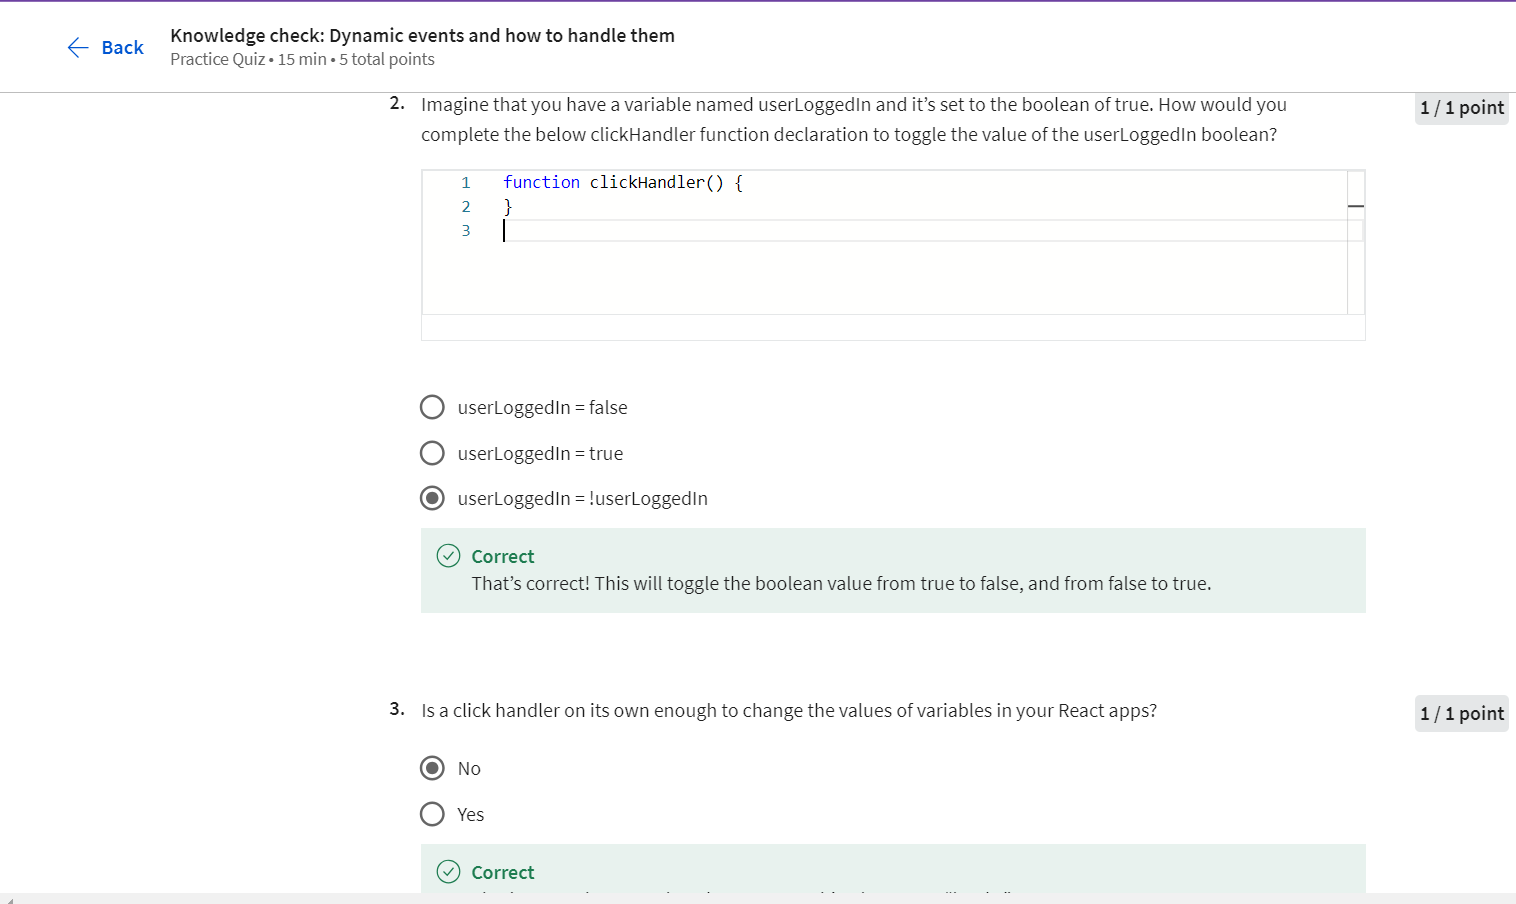 Back
Knowledge check: Dynamic events and how to handle them
Practice Quiz • 15 min • 5 total points
2. Imagine that you have a variable named userLoggedIn and it’s set to the boolean of true. How would you
complete the below clickHandler function declaration to toggle the value of the userLoggedIn boolean?
1 / 1 point
1 function clickHandler() {
2 }
3
userLoggedIn = false
userLoggedIn = true
userLoggedIn = !userLoggedIn
Correct
That’s correct! This will toggle the boolean value from true to false, and from false to true.
3. Is a click handler on its own enough to change the values of variables in your React apps?
1 / 1 point
No
Yes
Correct